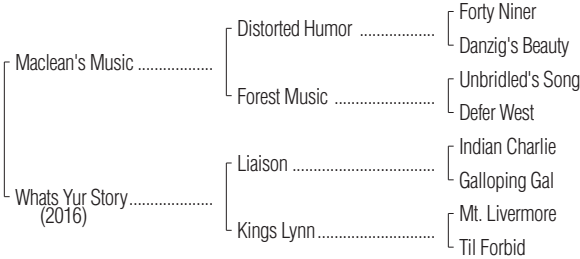 Forty Niner
Distorted Humor ..................
Danzig's Beauty
Maclean's Music ..................
Unbridled's Song
Forest Music ........................
Defer West
Indian Charlie
Liaison ..................................
Galloping Gal
Whats Yur Story....................
(2016)
Mt. Livermore
Kings Lynn............................
Til Forbid